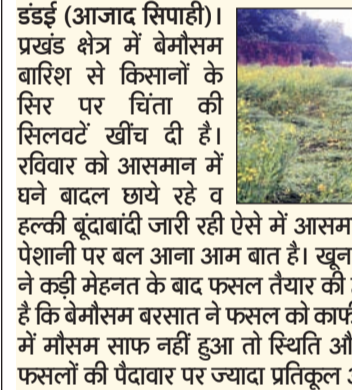 डंडई (आजाद सिपाही)।
प्रखंड क्षेत्र में बेमौसम
बारिश से किसानों के
सिर पर चिंता की
सिलवटें खींच दी है।
रविवार को आसमान में
घने बादल छाये रहे व
हल्की बूंदाबांदी जारी रही ऐसे में आसम
पेशानी पर बल आना आम बात है। खून
ने कड़ी मेहनत के बाद फसल तैयार की
है कि बेमौसम बरसात ने फसल को काफ
में मौसम साफ नहीं हुआ तो स्थिति औ
फसलों की पैदावार पर ज्यादा प्रतिकूल